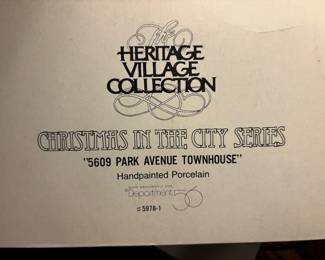 The
HERITAGE
VILLAGE
COLLECTION
CHRISTMAS IN THE CITY SERIES
"5609 PARK AVENUE TOWNHOUSE"
Handpainted Porcelain
Department 56
5978-1